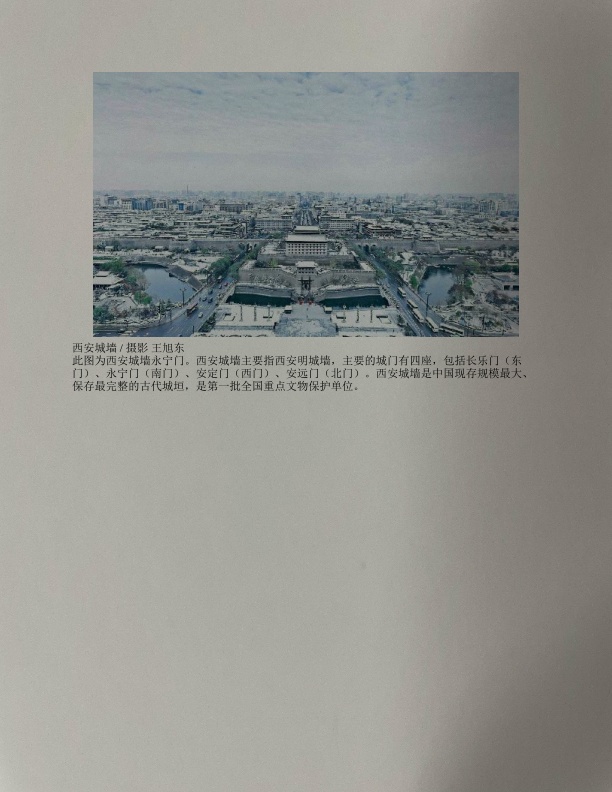 西安城墙 / 摄影 王旭东
此图为西安城墙永宁门。西安城墙主要指西安明城墙，主要的城门有四座，包括长乐门（东
门）、永宁门（南门）、安定门（西门）、安远门（北门）。西安城墙是中国现存规模最大、
保存最完整的古代城垣，是第一批全国重点文物保护单位。